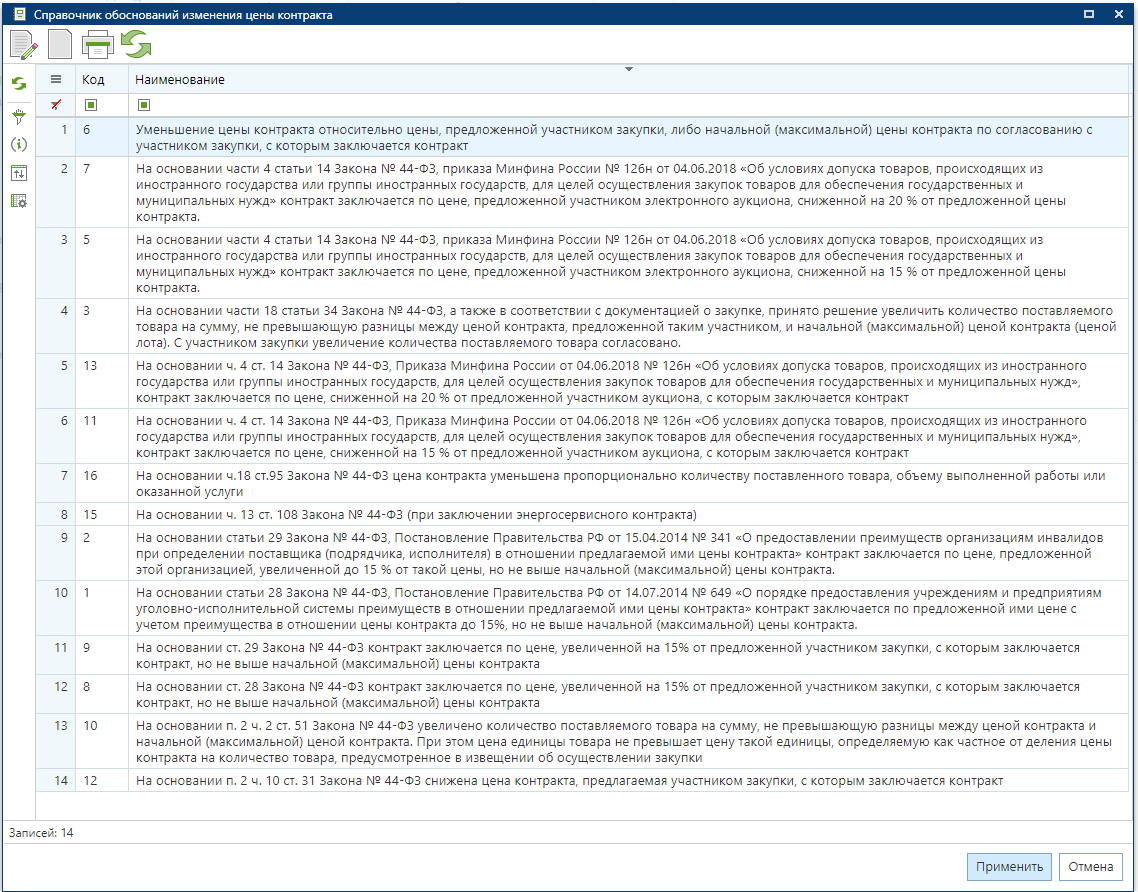 Справочник обоснований изменения цены контракта
Код Наименование
1 6 Уменьшение цены контракта относительно цены, предложенной участником закупки, либо начальной (максимальной) цены контракта по согласованию с
участником закупки, с которым заключается контракт
2 7 На основании части 4 статьи 14 Закона № 44-ФЗ, приказа Минфина России № 126н от 04.06.2018 «Об условиях допуска товаров, происходящих из
иностранного государства или группы иностранных государств, для целей осуществления закупок товаров для обеспечения государственных и
муниципальных нужд» контракт заключается по цене, предложенной участником электронного аукциона, сниженной на 20 % от предложенной цены
контракта.
3 5 На основании части 4 статьи 14 Закона № 44-ФЗ, приказа Минфина России № 126н от 04.06.2018 «Об условиях допуска товаров, происходящих из
иностранного государства или группы иностранных государств, для целей осуществления закупок товаров для обеспечения государственных и
муниципальных нужд» контракт заключается по цене, предложенной участником электронного аукциона, сниженной на 15 % от предложенной цены
контракта.
4 3 На основании части 18 статьи 34 Закона № 44-ФЗ, а также в соответствии с документацией о закупке, принято решение увеличить количество поставляемого
товара на сумму, не превышающую разницы между ценой контракта, предложенной таким участником, и начальной (максимальной) ценой контракта (ценой
лота). С участником закупки увеличение количества поставляемого товара согласовано.
5 13 На основании ч. 4 ст. 14 Закона № 44-ФЗ, Приказа Минфина России от 04.06.2018 № 126н «Об условиях допуска товаров, происходящих из иностранного
государства или группы иностранных государств, для целей осуществления закупок товаров для обеспечения государственных и муниципальных нужд»,
контракт заключается по цене, сниженной на 20 % от предложенной участником аукциона, с которым заключается контракт
6 11 На основании ч. 4 ст. 14 Закона № 44-ФЗ, Приказа Минфина России от 04.06.2018 № 126н «Об условиях допуска товаров, происходящих из иностранного
государства или группы иностранных государств, для целей осуществления закупок товаров для обеспечения государственных и муниципальных нужд»,
контракт заключается по цене, сниженной на 15 % от предложенной участником аукциона, с которым заключается контракт
7 16 На основании ч.18 ст.95 Закона № 44-ФЗ цена контракта уменьшена пропорционально количеству поставленного товара, объему выполненной работы или
оказанной услуги
8 15 На основании ч. 13 ст. 108 Закона № 44-ФЗ (при заключении энергосервисного контракта)
9 2 На основании статьи 29 Закона № 44-ФЗ, Постановление Правительства РФ от 15.04.2014 № 341 «О предоставлении преимуществ организациям инвалидов
при определении поставщика (подрядчика, исполнителя) в отношении предлагаемой ими цены контракта» контракт заключается по цене, предложенной
этой организацией, увеличенной до 15 % от такой цены, но не выше начальной (максимальной) цены контракта.
10 1 На основании статьи 28 Закона № 44-ФЗ, Постановление Правительства РФ от 14.07.2014 № 649 «О порядке предоставления учреждениям и предприятиям
уголовно-исполнительной системы преимуществ в отношении предлагаемой ими цены контракта» контракт заключается по предложенной ими цене с
учетом преимущества в отношении цены контракта до 15%, но не выше начальной (максимальной) цены контракта.
11 9 На основании ст. 29 Закона № 44-ФЗ контракт заключается по цене, увеличенной на 15% от предложенной участником закупки, с которым заключается
контракт, но не выше начальной (максимальной) цены контракта
12 8 На основании ст. 28 Закона № 44-ФЗ контракт заключается по цене, увеличенной на 15% от предложенной участником закупки, с которым заключается
контракт, но не выше начальной (максимальной) цены контракта
13 10 На основании п. 2 ч. 2 ст. 51 Закона № 44-ФЗ увеличено количество поставляемого товара на сумму, не превышающую разницы между ценой контракта и
начальной (максимальной) ценой контракта. При этом цена единицы товара не превышает цену такой единицы, определяемую как частное от деления цены
контракта на количество товара, предусмотренное в извещении об осуществлении закупки
14 12 На основании п. 2 ч. 10 ст. 31 Закона № 44-ФЗ снижена цена контракта, предлагаемая участником закупки, с которым заключается контракт
Записей: 14
Применить Отмена